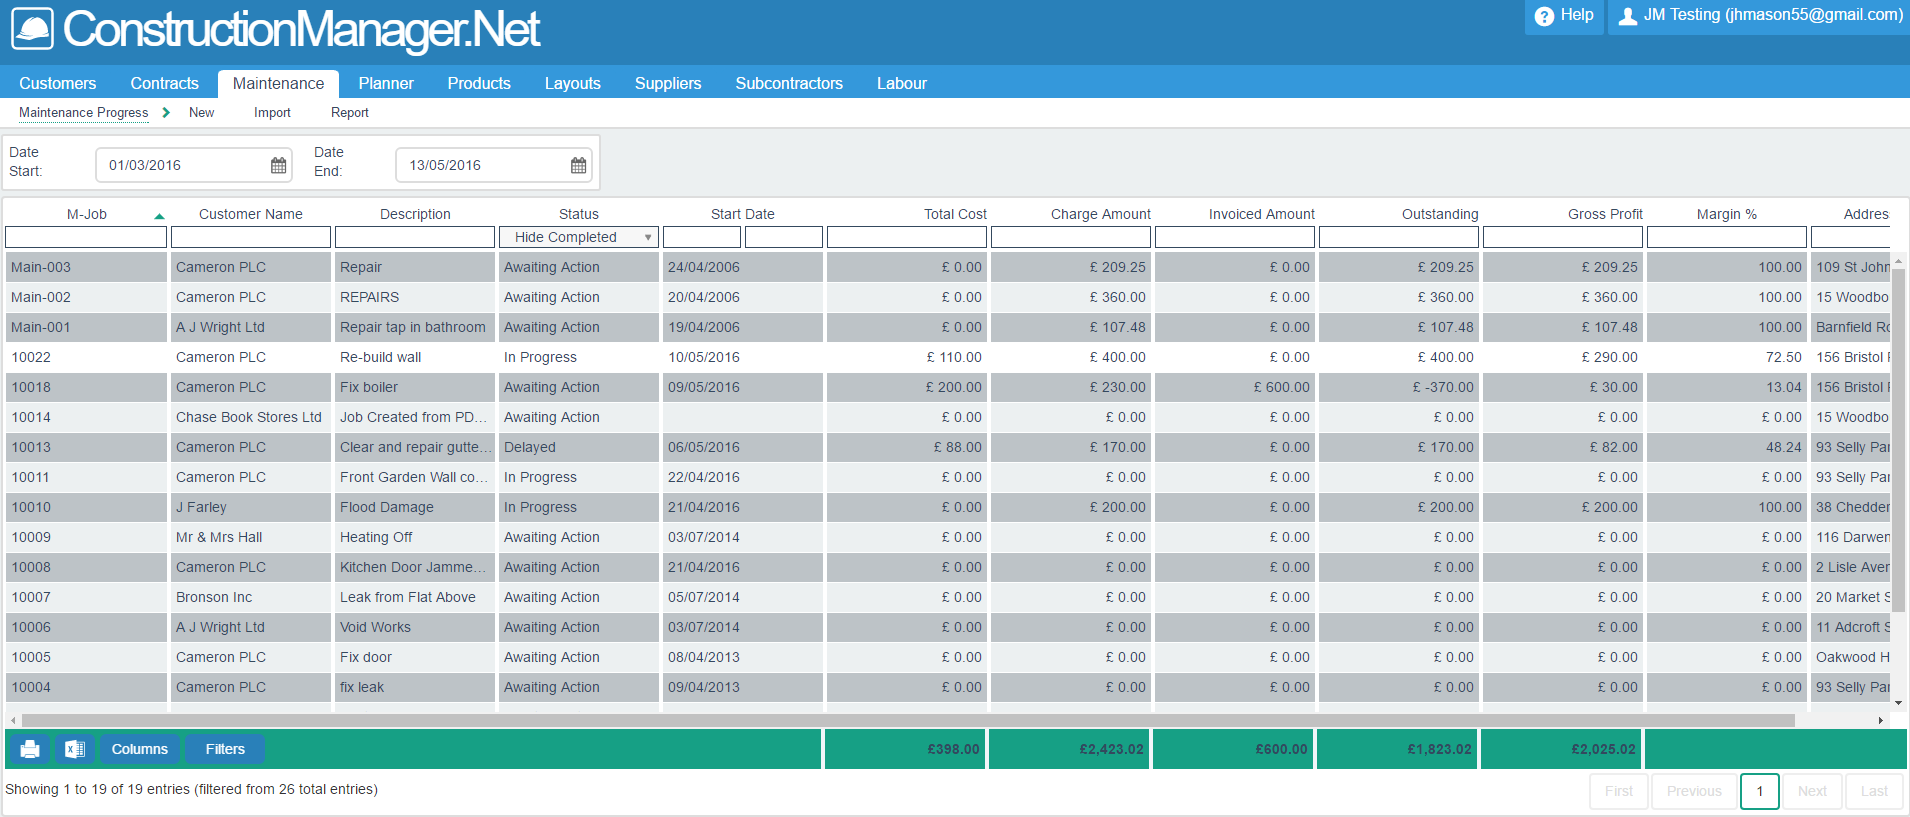 ConstructionManager.Net
Help
JM Testing (jhmason55@gmail.com)
Customers Contracts Maintenance Planner Products Layouts Suppliers Subcontractors Labour
Maintenance Progress New Import Report
Date Start: 01/03/2016 Date End: 13/05/2016
M-Job Customer Name Description Status Start Date Total Cost Charge Amount Invoiced Amount Outstanding Gross Profit Margin % Addres
Hide Completed
Main-003 Cameron PLC Repair Awaiting Action 24/04/2006 £ 0.00 £ 209.25 £ 0.00 £ 209.25 £ 209.25 100.00 109 St John
Main-002 Cameron PLC REPAIRS Awaiting Action 20/04/2006 £ 0.00 £ 360.00 £ 0.00 £ 360.00 £ 360.00 100.00 15 Woodbo
Main-001 A J Wright Ltd Repair tap in bathroom Awaiting Action 19/04/2006 £ 0.00 £ 107.48 £ 0.00 £ 107.48 £ 107.48 100.00 Barnfield Ro
10022 Cameron PLC Re-build wall In Progress 10/05/2016 £ 110.00 £ 400.00 £ 0.00 £ 400.00 £ 290.00 72.50 156 Bristol
10018 Cameron PLC Fix boiler Awaiting Action 09/05/2016 £ 200.00 £ 230.00 £ 600.00 £ -370.00 £ 30.00 13.04 156 Bristol
10014 Chase Book Stores Ltd Job Created from PD... Awaiting Action £ 0.00 £ 0.00 £ 0.00 £ 0.00 £ 0.00 £ 0.00 15 Woodbo
10013 Cameron PLC Clear and repair gutte... Delayed 06/05/2016 £ 88.00 £ 170.00 £ 0.00 £ 170.00 £ 82.00 48.24 93 Selly Par
10011 Cameron PLC Front Garden Wall co... In Progress 22/04/2016 £ 0.00 £ 0.00 £ 0.00 £ 0.00 £ 0.00 £ 0.00 93 Selly Par
10010 J Farley Flood Damage In Progress 21/04/2016 £ 0.00 £ 200.00 £ 0.00 £ 200.00 £ 200.00 100.00 38 Chedder
10009 Mr & Mrs Hall Heating Off Awaiting Action 03/07/2014 £ 0.00 £ 0.00 £ 0.00 £ 0.00 £ 0.00 £ 0.00 116 Darwen
10008 Cameron PLC Kitchen Door Jamme... Awaiting Action 21/04/2016 £ 0.00 £ 0.00 £ 0.00 £ 0.00 £ 0.00 £ 0.00 2 Lisle Aver
10007 Bronson Inc Leak from Flat Above Awaiting Action 05/07/2014 £ 0.00 £ 0.00 £ 0.00 £ 0.00 £ 0.00 £ 0.00 20 Market S
10006 A J Wright Ltd Void Works Awaiting Action 03/07/2014 £ 0.00 £ 0.00 £ 0.00 £ 0.00 £ 0.00 £ 0.00 11 Adcroft S
10005 Cameron PLC Fix door Awaiting Action 08/04/2013 £ 0.00 £ 0.00 £ 0.00 £ 0.00 £ 0.00 £ 0.00 Oakwood H
10004 Cameron PLC fix leak Awaiting Action 09/04/2013 £ 0.00 £ 0.00 £ 0.00 £ 0.00 £ 0.00 £ 0.00 93 Selly Par
Columns Filters £398.00 £2,423.02 £600.00 £1,823.02 £2,025.02
Showing 1 to 19 of 19 entries (filtered from 26 total entries)
First Previous 1 Next Last